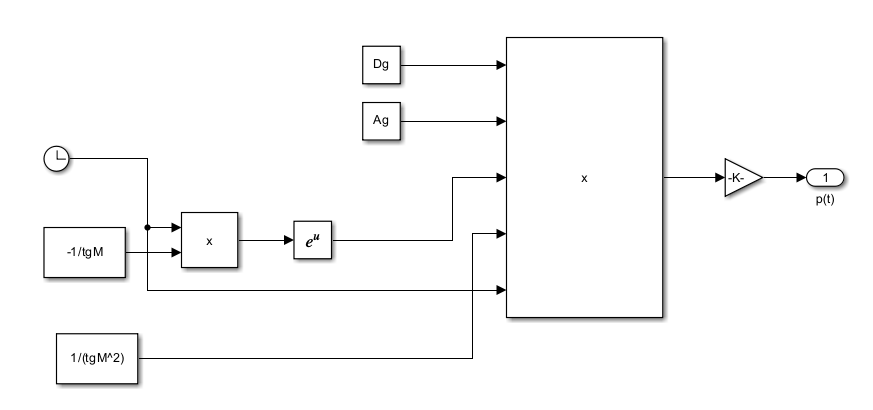 Dg
Ag
x
-K-
1
p(t)
-1/tgM
x
e^u
1/(tgM^2)